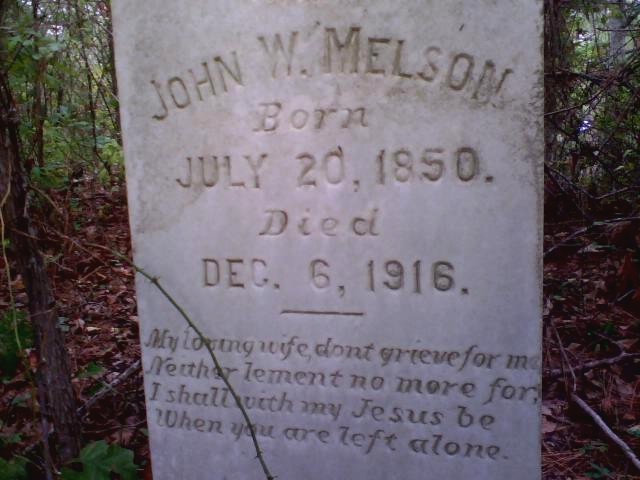 JOHN W. MELSON
Born
JULY 20, 1850.
Died
DEC. 6, 1916.
My loving wife, dont grieve for me
Neither lement no more for,
I shall with my Jesus be
When you are left alone.